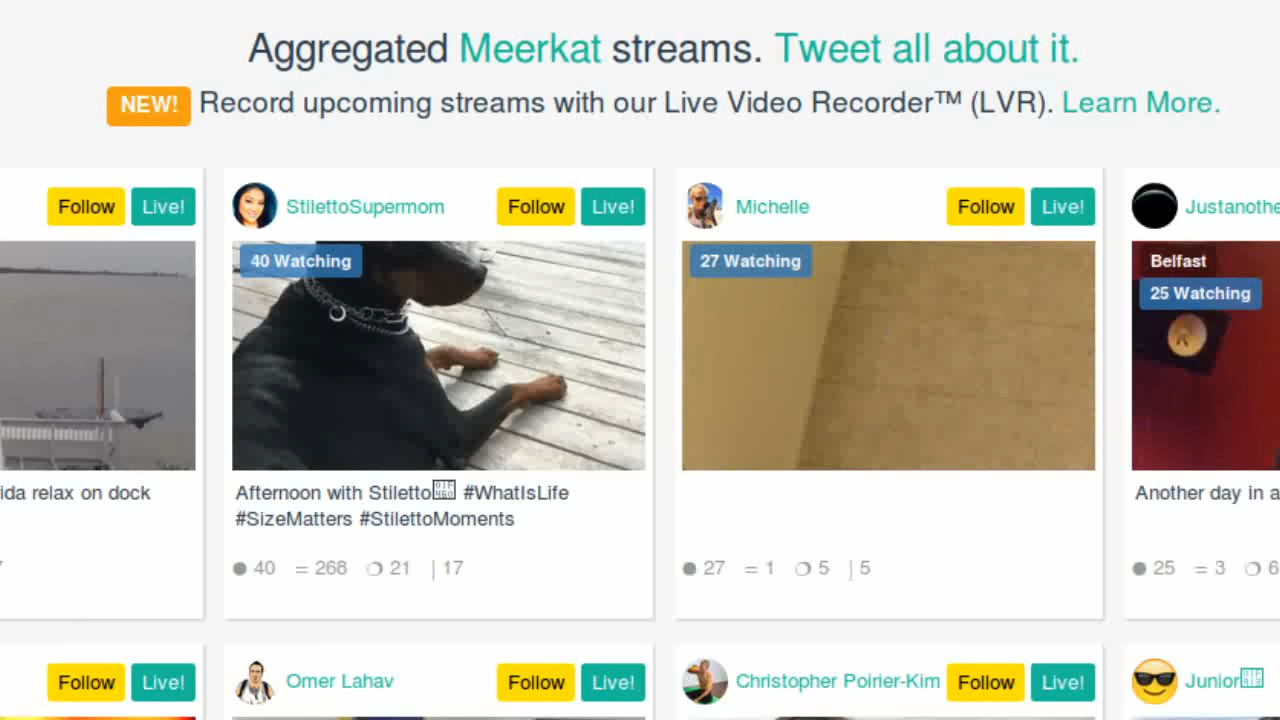 Aggregated Meerkat streams. Tweet all about it.
NEW! Record upcoming streams with our Live Video Recorder™ (LVR). Learn More.
Follow Live!
ida relax on dock
StilettoSupermom Follow Live!
40 Watching
Afternoon with Stiletto #WhatIsLife
#SizeMatters #StilettoMoments
40 = 268 21 | 17
Michelle Follow Live!
27 Watching
27 = 1 5 | 5
Justanothe
Belfast
25 Watching
Another day in a
25 = 3 6
Follow Live!
Omer Lahav Follow Live!
Christopher Poirier-Kim Follow Live!
Junior